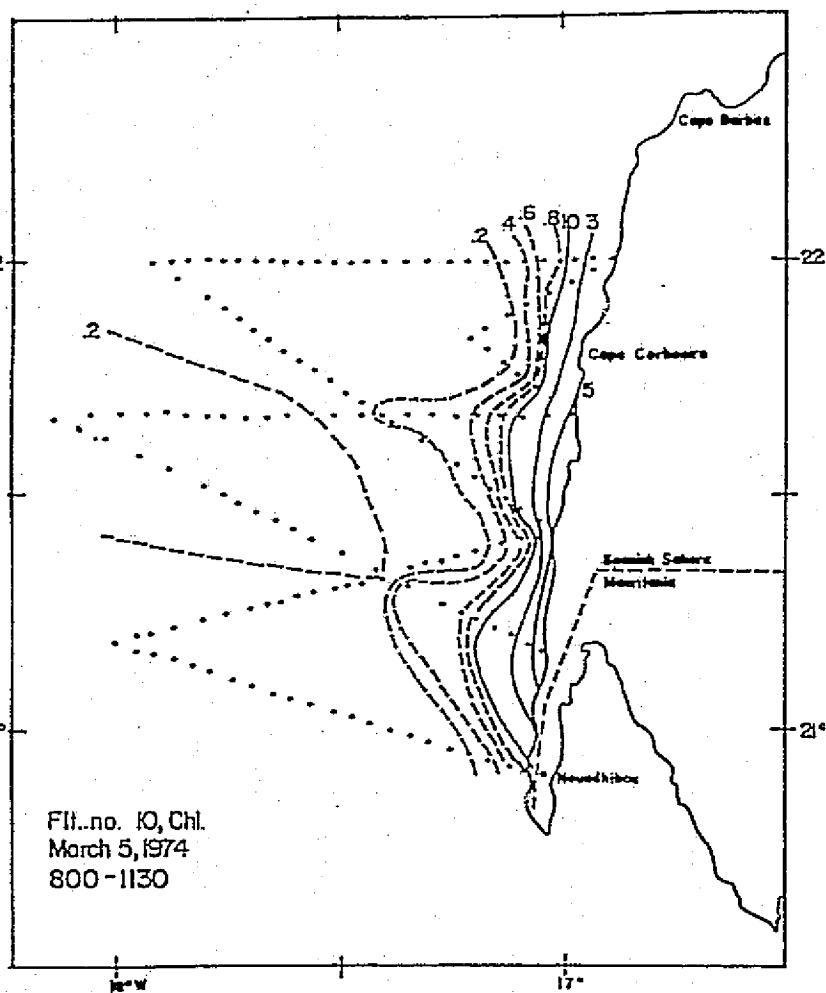 Cape Barbas
.2 .4 .6 .8 10 3
22
22
.2
Cape Corbeiro
5
Spanish Sahara
Mauritania
21°
Nouadhibou
Flt..no. 10, Chl.
March 5, 1974
800-1130
18°W 17°